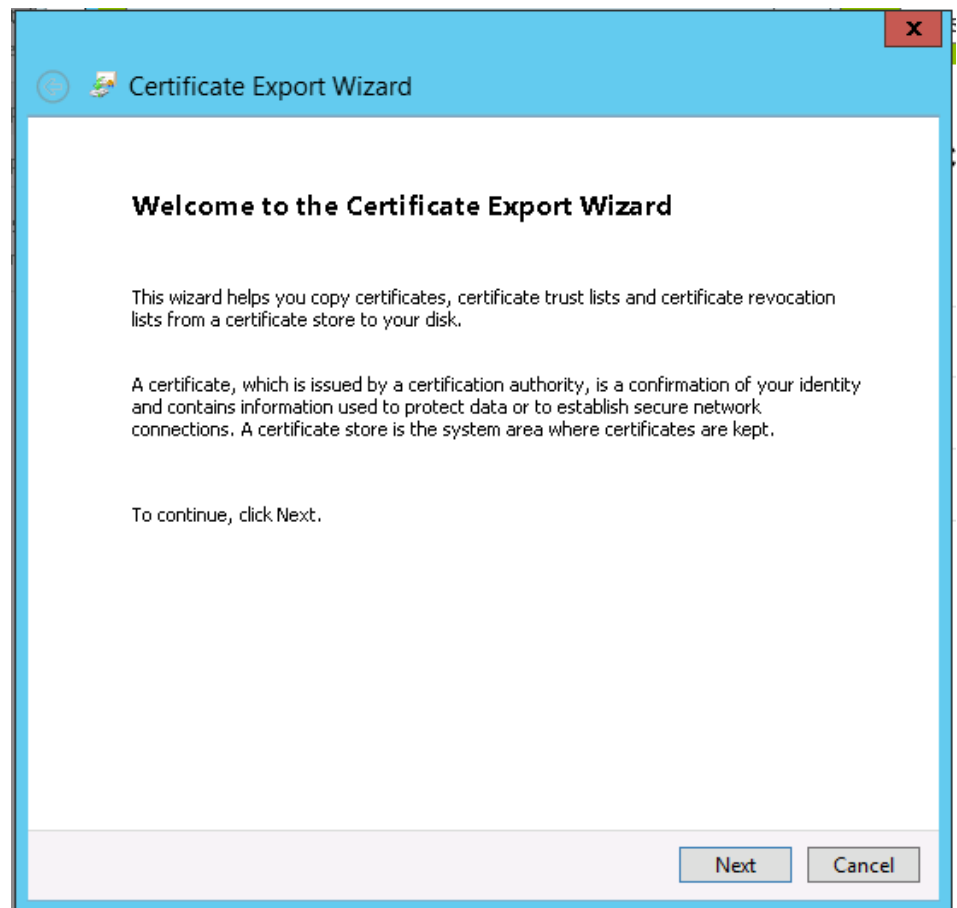 x
Certificate Export Wizard
Welcome to the Certificate Export Wizard
This wizard helps you copy certificates, certificate trust lists and certificate revocation
lists from a certificate store to your disk.
A certificate, which is issued by a certification authority, is a confirmation of your identity
and contains information used to protect data or to establish secure network
connections. A certificate store is the system area where certificates are kept.
To continue, click Next.
Next Cancel